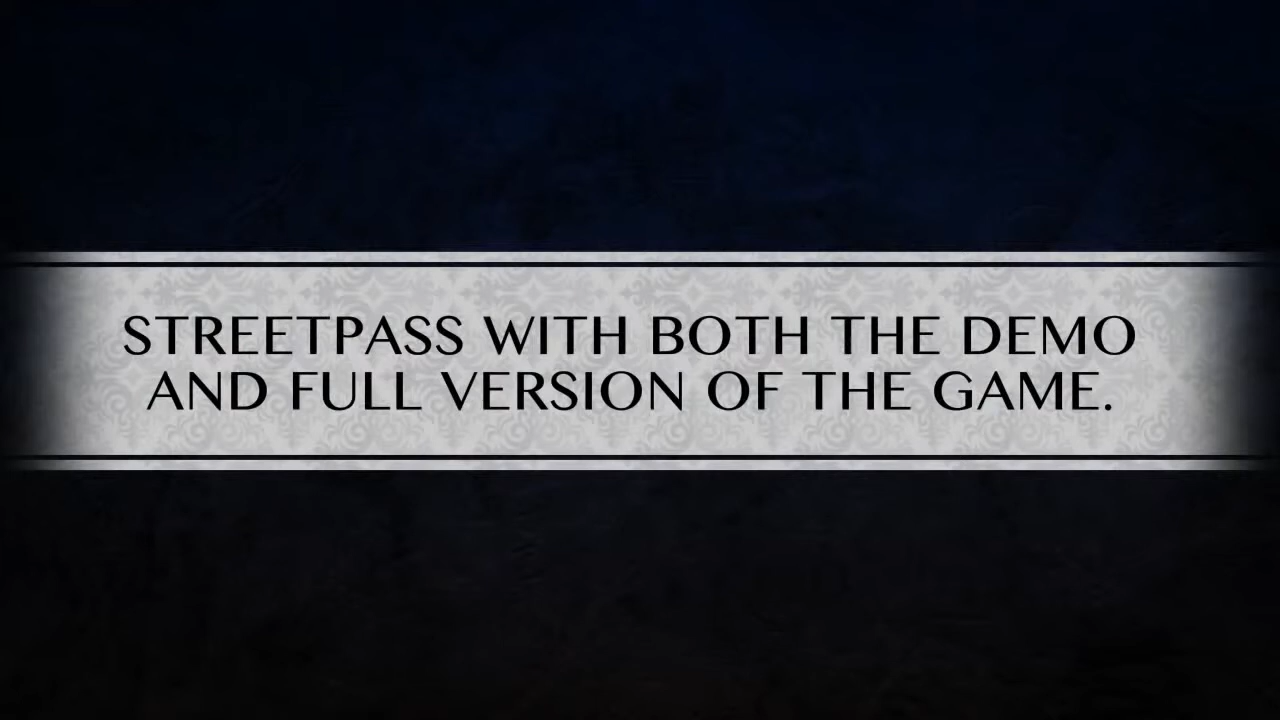 STREETPASS WITH BOTH THE DEMO
AND FULL VERSION OF THE GAME.